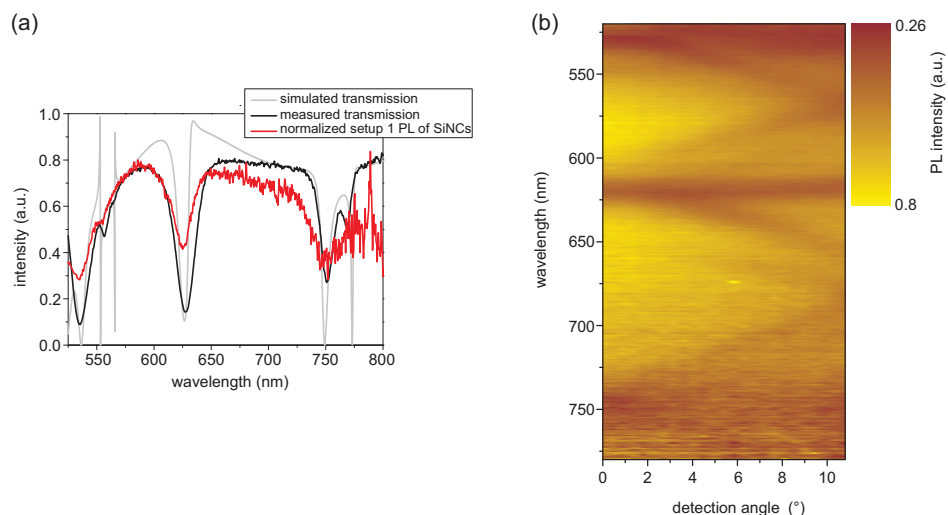 (a)
simulated transmission
measured transmission
normalized setup 1 PL of SiNCs
1.0
0.8
0.6
0.4
0.2
0.0
intensity (a.u.)
550 600 650 700 750 800
wavelength (nm)
(b)
550
600
650
700
750
wavelength (nm)
0 2 4 6 8 10
detection angle (°)
0.26
0.8
PL intensity (a.u.)